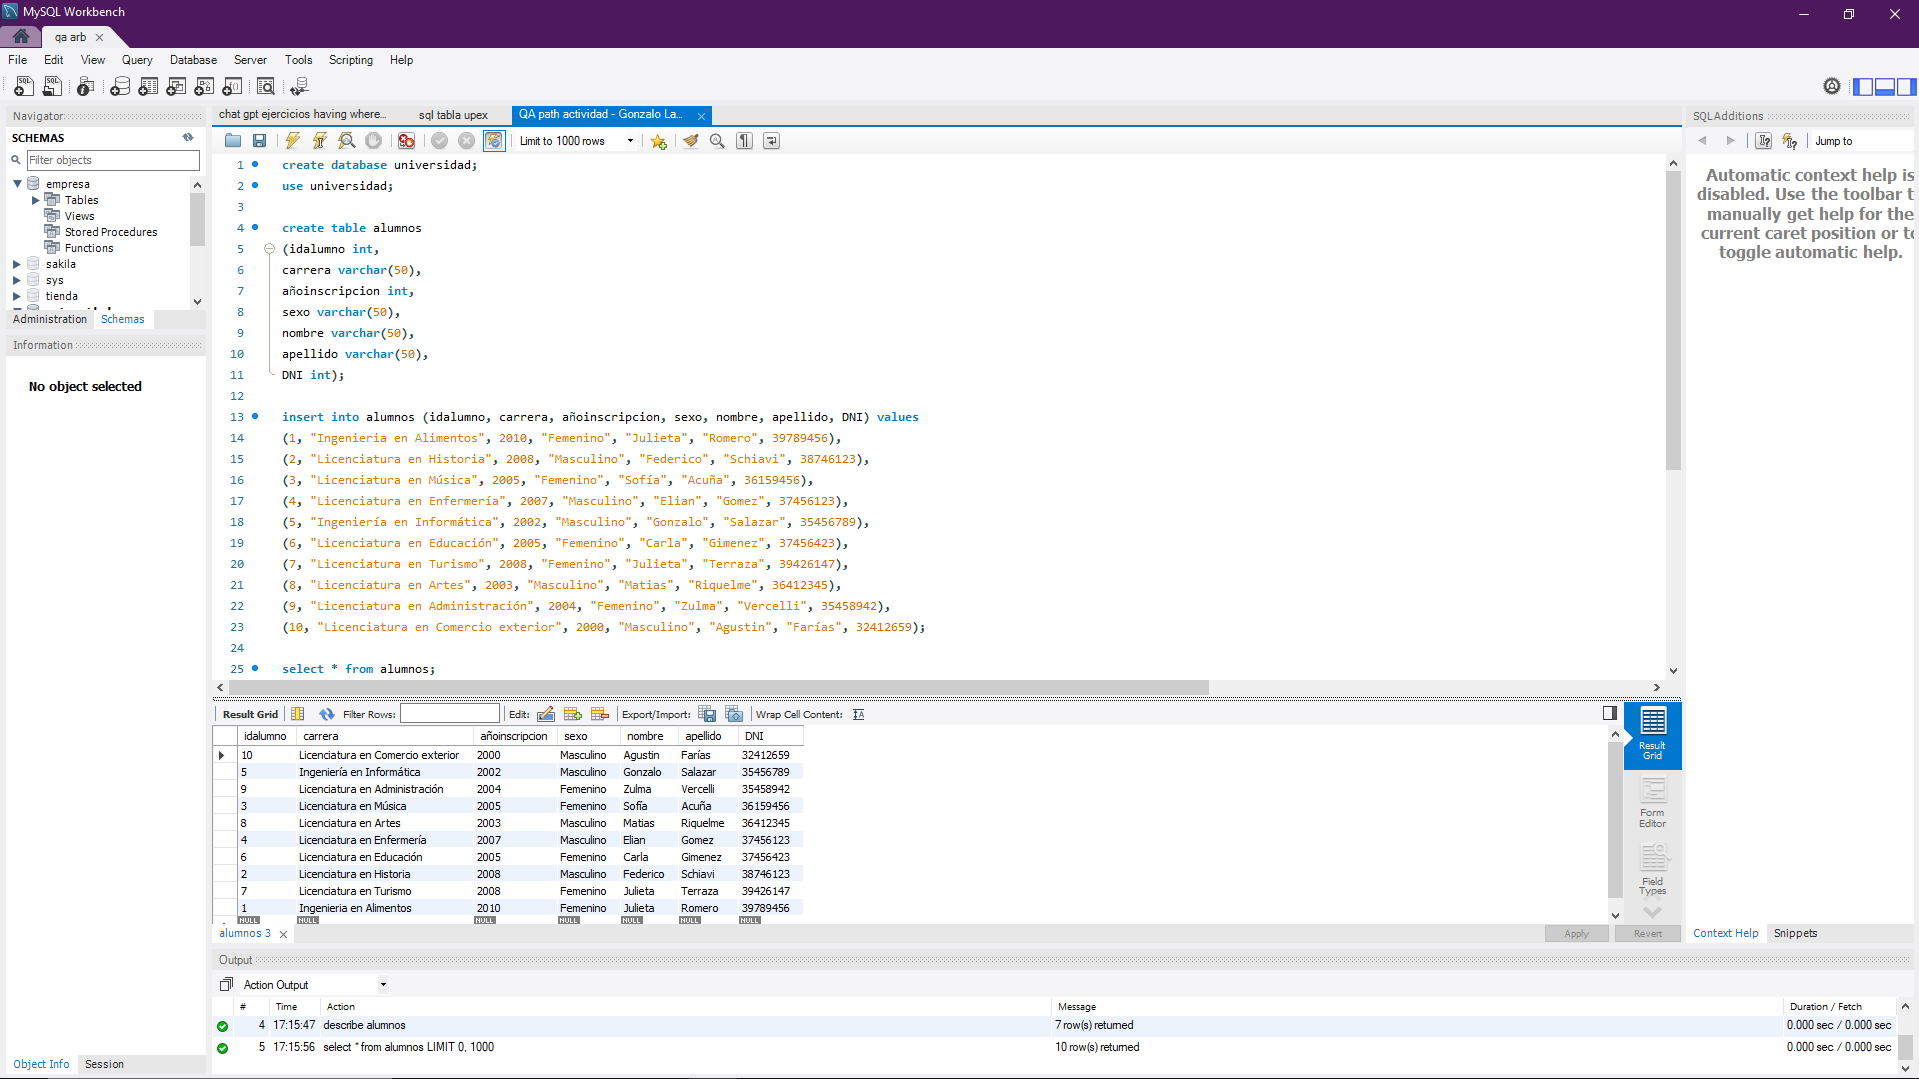 MySQL Workbench
qa arb
File Edit View Query Database Server Tools Scripting Help
Navigator
SCHEMAS
Filter objects
empresa
Tables
Views
Stored Procedures
Functions
sakila
sys
tienda
Administration Schemas
Information
No object selected
Object Info Session
chat gpt ejercicios having where... sql tabla upex QA path actividad - Gonzalo La...
Limit to 1000 rows
1 create database universidad;
2 use universidad;
3
4 create table alumnos
5 (idalumno int,
6 carrera varchar(50),
7 añoinscripcion int,
8 sexo varchar(50),
9 nombre varchar(50),
10 apellido varchar(50),
11 DNI int);
12
13 insert into alumnos (idalumno, carrera, añoinscripcion, sexo, nombre, apellido, DNI) values
14 (1, "Ingenieria en Alimentos", 2010, "Femenino", "Julieta", "Romero", 39789456),
15 (2, "Licenciatura en Historia", 2008, "Masculino", "Federico", "Schiavi", 38746123),
16 (3, "Licenciatura en Música", 2005, "Femenino", "Sofía", "Acuña", 36159456),
17 (4, "Licenciatura en Enfermería", 2007, "Masculino", "Elian", "Gomez", 37456123),
18 (5, "Ingeniería en Informática", 2002, "Masculino", "Gonzalo", "Salazar", 35456789),
19 (6, "Licenciatura en Educación", 2005, "Femenino", "Carla", "Gimenez", 37456423),
20 (7, "Licenciatura en Turismo", 2008, "Femenino", "Julieta", "Terraza", 39426147),
21 (8, "Licenciatura en Artes", 2003, "Masculino", "Matias", "Riquelme", 36412345),
22 (9, "Licenciatura en Administración", 2004, "Femenino", "Zulma", "Vercelli", 35458942),
23 (10, "Licenciatura en Comercio exterior", 2000, "Masculino", "Agustin", "Farías", 32412659);
24
25 select * from alumnos;
Result Grid Filter Rows: Edit: Export/Import: Wrap Cell Content:
idalumno carrera añoinscripcion sexo nombre apellido DNI
10 Licenciatura en Comercio exterior 2000 Masculino Agustin Farías 32412659
5 Ingeniería en Informática 2002 Masculino Gonzalo Salazar 35456789
9 Licenciatura en Administración 2004 Femenino Zulma Vercelli 35458942
3 Licenciatura en Música 2005 Femenino Sofía Acuña 36159456
8 Licenciatura en Artes 2003 Masculino Matias Riquelme 36412345
4 Licenciatura en Enfermería 2007 Masculino Elian Gomez 37456123
6 Licenciatura en Educación 2005 Femenino Carla Gimenez 37456423
2 Licenciatura en Historia 2008 Masculino Federico Schiavi 38746123
7 Licenciatura en Turismo 2008 Femenino Julieta Terraza 39426147
1 Ingenieria en Alimentos 2010 Femenino Julieta Romero 39789456
NULL NULL NULL NULL NULL NULL NULL
Result
Grid
Form
Editor
Field
Types
alumnos 3 Apply Revert
Output
Action Output
# Time Action Message Duration / Fetch
4 17:15:47 describe alumnos 7 row(s) returned 0.000 sec / 0.000 sec
5 17:15:56 select * from alumnos LIMIT 0, 1000 10 row(s) returned 0.000 sec / 0.000 sec
SQLAdditions
Jump to
Automatic context help is
disabled. Use the toolbar t
manually get help for the
current caret position or to
toggle automatic help.
Context Help Snippets